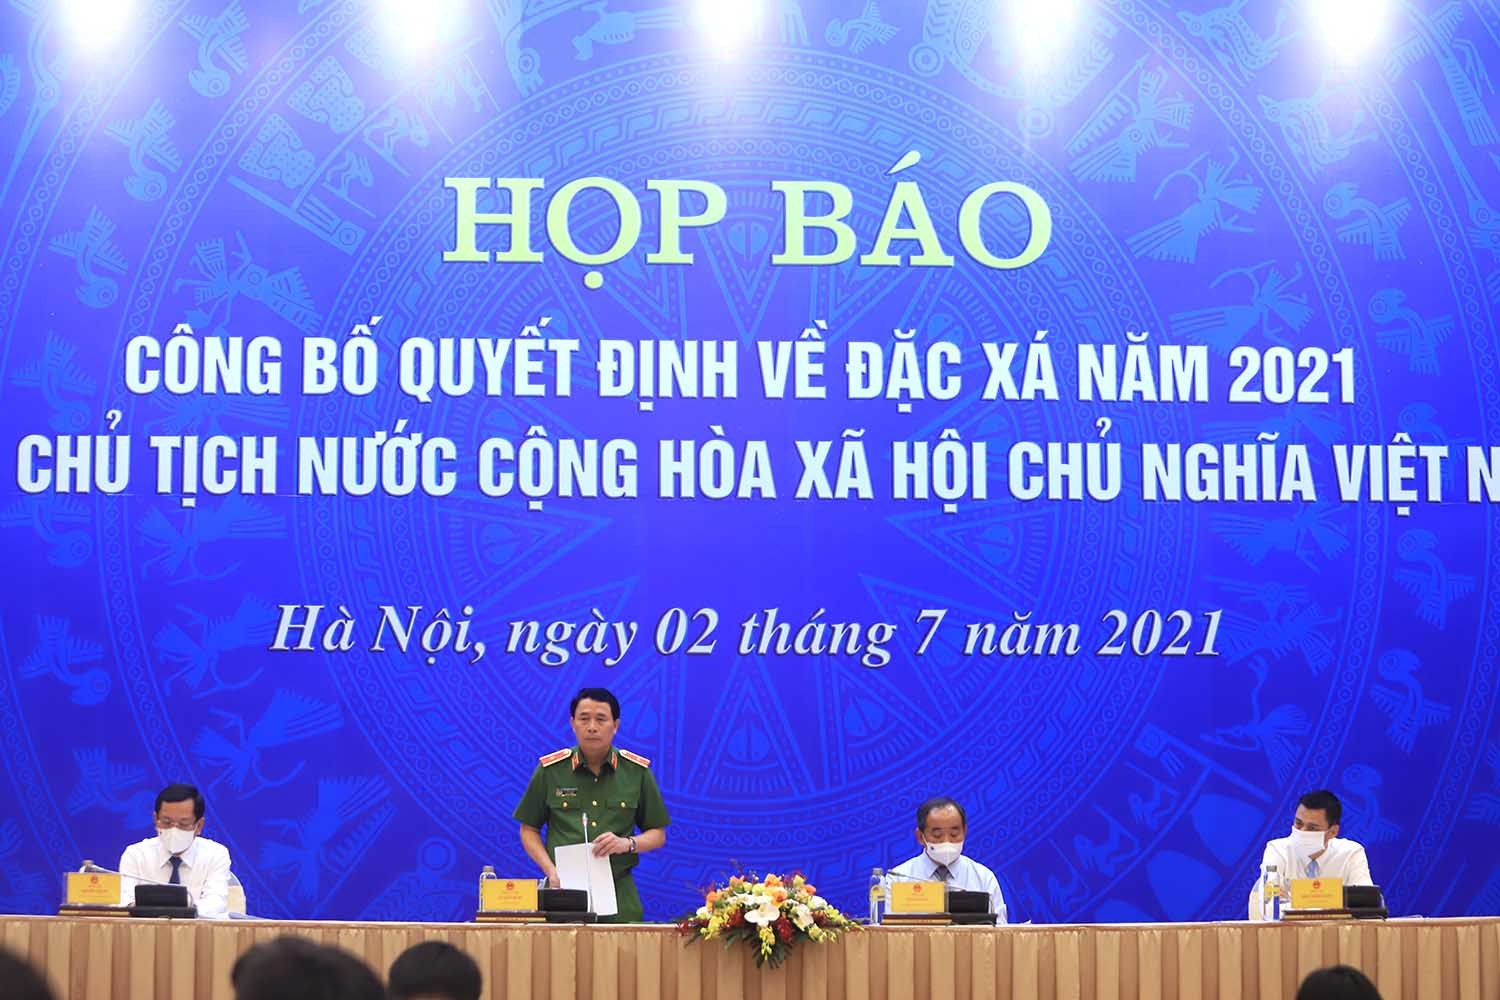 HỌP BÁO
CÔNG BỐ QUYẾT ĐỊNH VỀ ĐẶC XÁ NĂM 2021
CHỦ TỊCH NƯỚC CỘNG HÒA XÃ HỘI CHỦ NGHĨA VIỆT N
Hà Nội, ngày 02 tháng 7 năm 2021